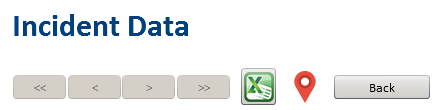 Incident Data
<< < > >> Back